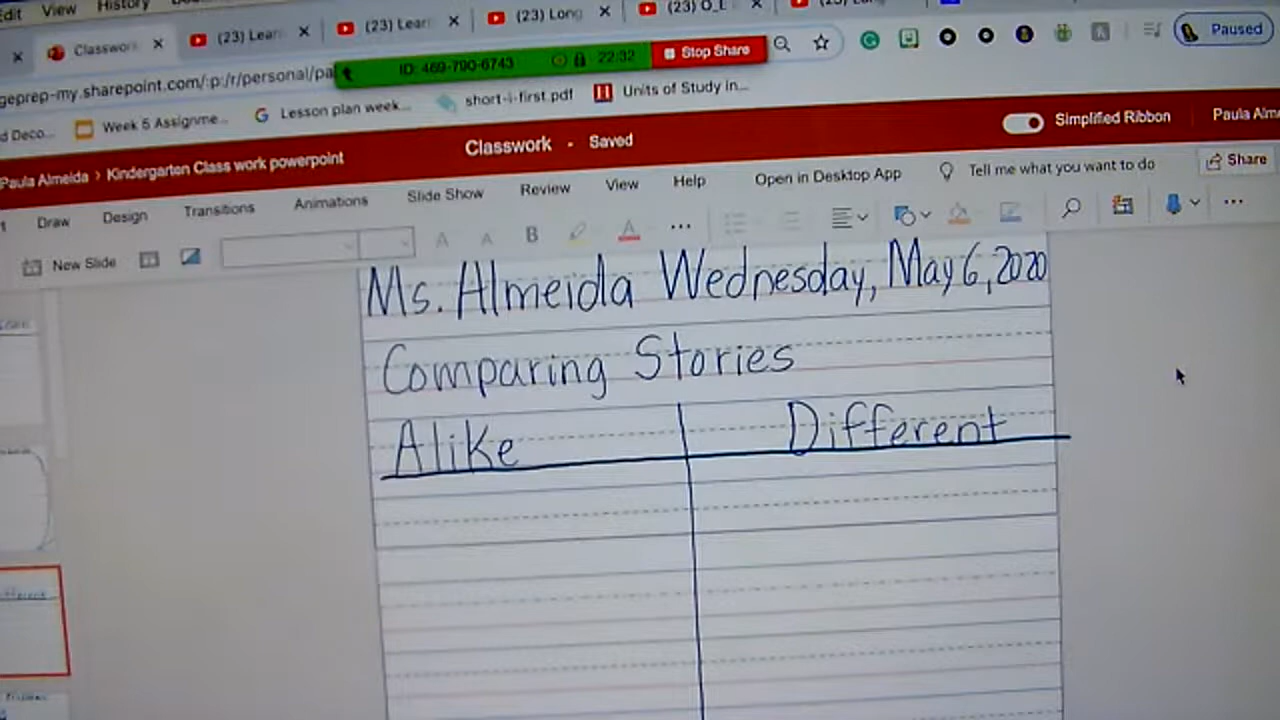 Edit View History
Classwork (23) Lear (23) Lear (23) Long (23) O_E
geprep-my.sharepoint.com/:p:/r/personal/pa ID: 469-790-6743 22:32 Stop Share Paused
d Deco... Week 5 Assignme... Lesson plan week... short-i-first.pdf Units of Study in...
Paula Almeida > Kindergarten Class work powerpoint Classwork - Saved Simplified Ribbon Paula Alm
Draw Design Transitions Animations Slide Show Review View Help Open in Desktop App Tell me what you want to do Share
New Slide A A B A ...
Ms. Almeida Wednesday, May 6, 2020
Comparing Stories
Alike Different